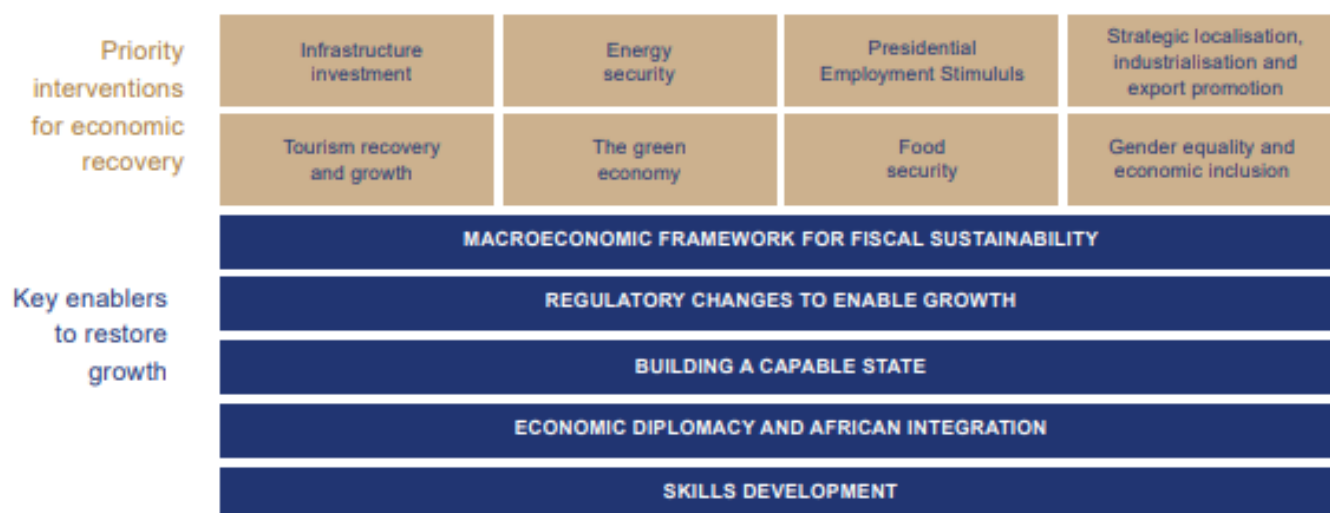 Priority
interventions
for economic
recovery
Infrastructure
investment
Energy
security
Presidential
Employment Stimululs
Strategic localisation,
industrialisation and
export promotion
Tourism recovery
and growth
The green
economy
Food
security
Gender equality and
economic inclusion
Key enablers
to restore
growth
MACROECONOMIC FRAMEWORK FOR FISCAL SUSTAINABILITY
REGULATORY CHANGES TO ENABLE GROWTH
BUILDING A CAPABLE STATE
ECONOMIC DIPLOMACY AND AFRICAN INTEGRATION
SKILLS DEVELOPMENT